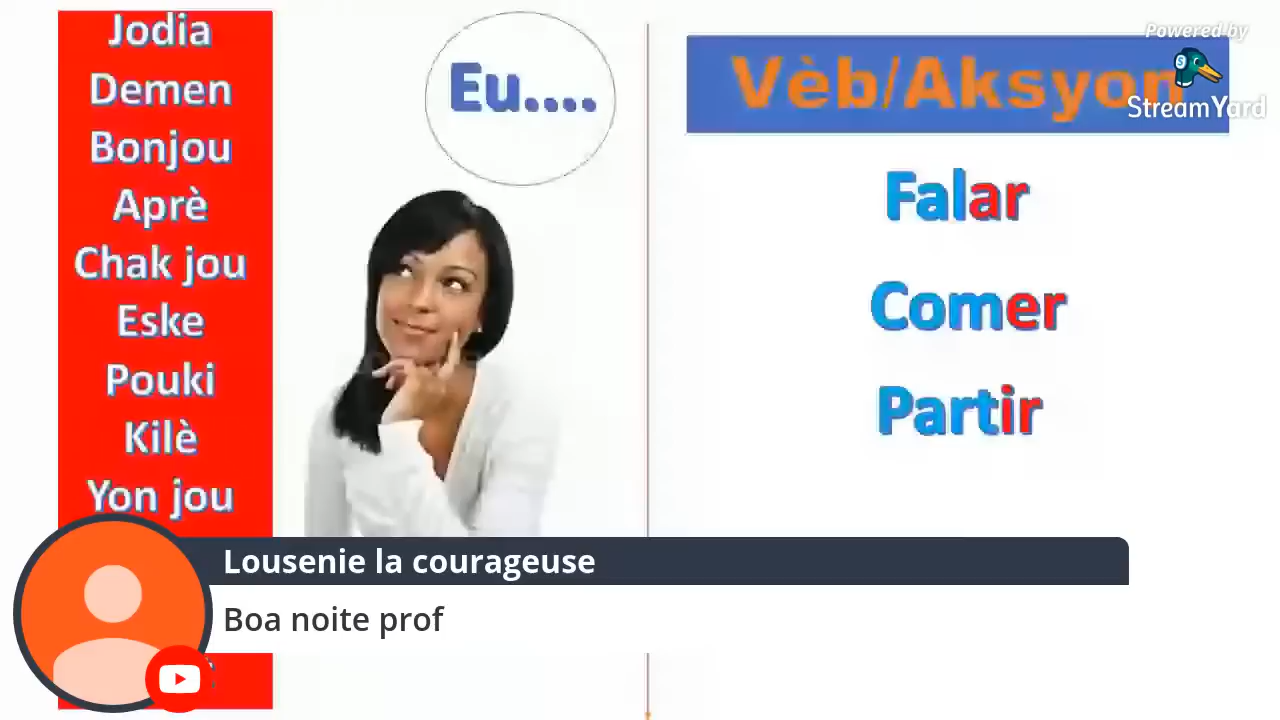 Jodia
Demen
Bonjou
Aprè
Chak jou
Eske
Pouki
Kilè
Yon jou
Eu....
Vèb/Aksyon
Falar
Comer
Partir
Powered by
StreamYard
Lousenie la courageuse
Boa noite prof